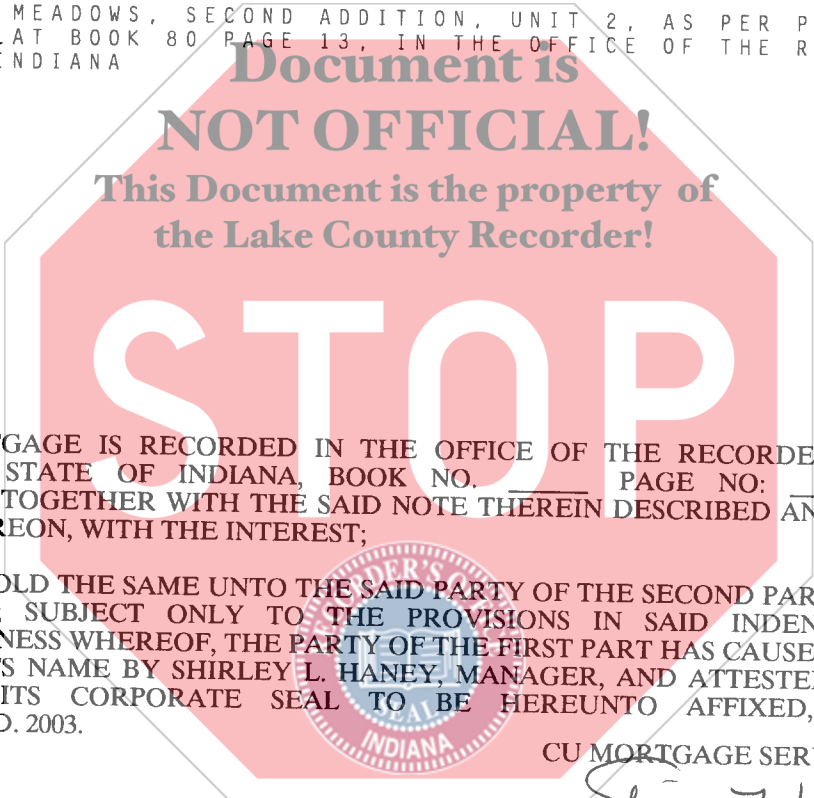 MEADOWS, SECOND ADDITION, UNIT 2, AS PER P
LAT BOOK 80 PAGE 13, IN THE OFFICE OF THE R
INDIANA
Document is
NOT OFFICIAL!
This Document is the property of
the Lake County Recorder!
STOP
TGAGE IS RECORDED IN THE OFFICE OF THE RECORDE
STATE OF INDIANA, BOOK NO. ______ PAGE NO: __
TOGETHER WITH THE SAID NOTE THEREIN DESCRIBED AN
REON, WITH THE INTEREST;
OLD THE SAME UNTO THE SAID PARTY OF THE SECOND PAR
SUBJECT ONLY TO THE PROVISIONS IN SAID INDEN
NESS WHEREOF, THE PARTY OF THE FIRST PART HAS CAUSE
S NAME BY SHIRLEY L. HANEY, MANAGER, AND ATTESTE
ITS CORPORATE SEAL TO BE HEREUNTO AFFIXED,
D. 2003.
SEAL
INDIANA
CU MORTGAGE SER